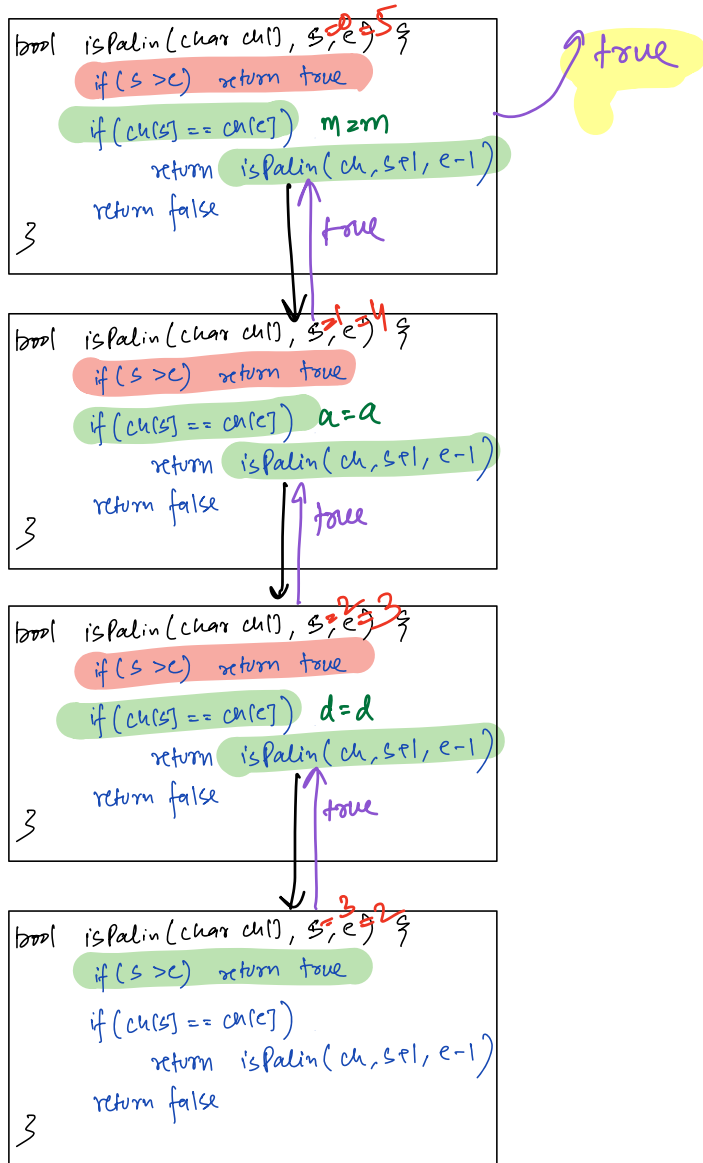 bool isPalin(char ch[], s=0, e=5) {
if (s >e) return true
if (ch[s] == ch[e]) m=m
return isPalin(ch, s+1, e-1)
return false
}
true
true
bool isPalin(char ch[], s=1, e=4) {
if (s >e) return true
if (ch[s] == ch[e]) a=a
return isPalin(ch, s+1, e-1)
return false
}
true
bool isPalin(char ch[], s=2, e=3) {
if (s >e) return true
if (ch[s] == ch[e]) d=d
return isPalin(ch, s+1, e-1)
return false
}
true
bool isPalin(char ch[], s=3, e=2) {
if (s >e) return true
if (ch[s] == ch[e])
return isPalin(ch, s+1, e-1)
return false
}